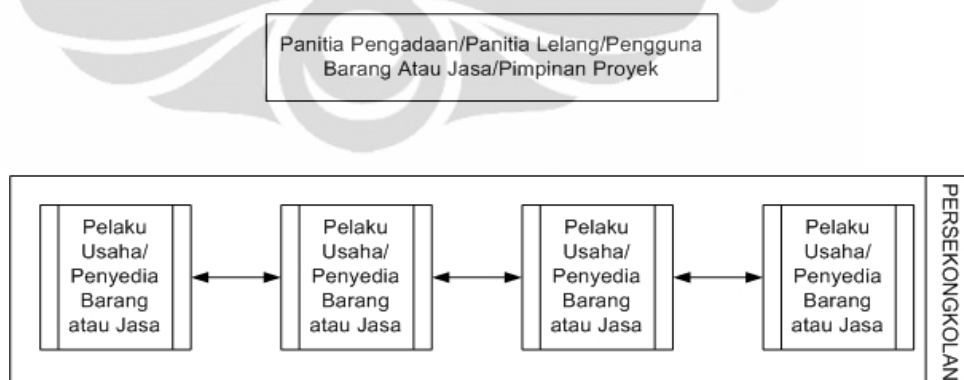 Panitia Pengadaan/Panitia Lelang/Pengguna
Barang Atau Jasa/Pimpinan Proyek
Pelaku
Usaha/
Penyedia
Barang
atau Jasa
Pelaku
Usaha/
Penyedia
Barang
atau Jasa
Pelaku
Usaha/
Penyedia
Barang
atau Jasa
Pelaku
Usaha/
Penyedia
Barang
atau Jasa
PERSEKONGKOLAN